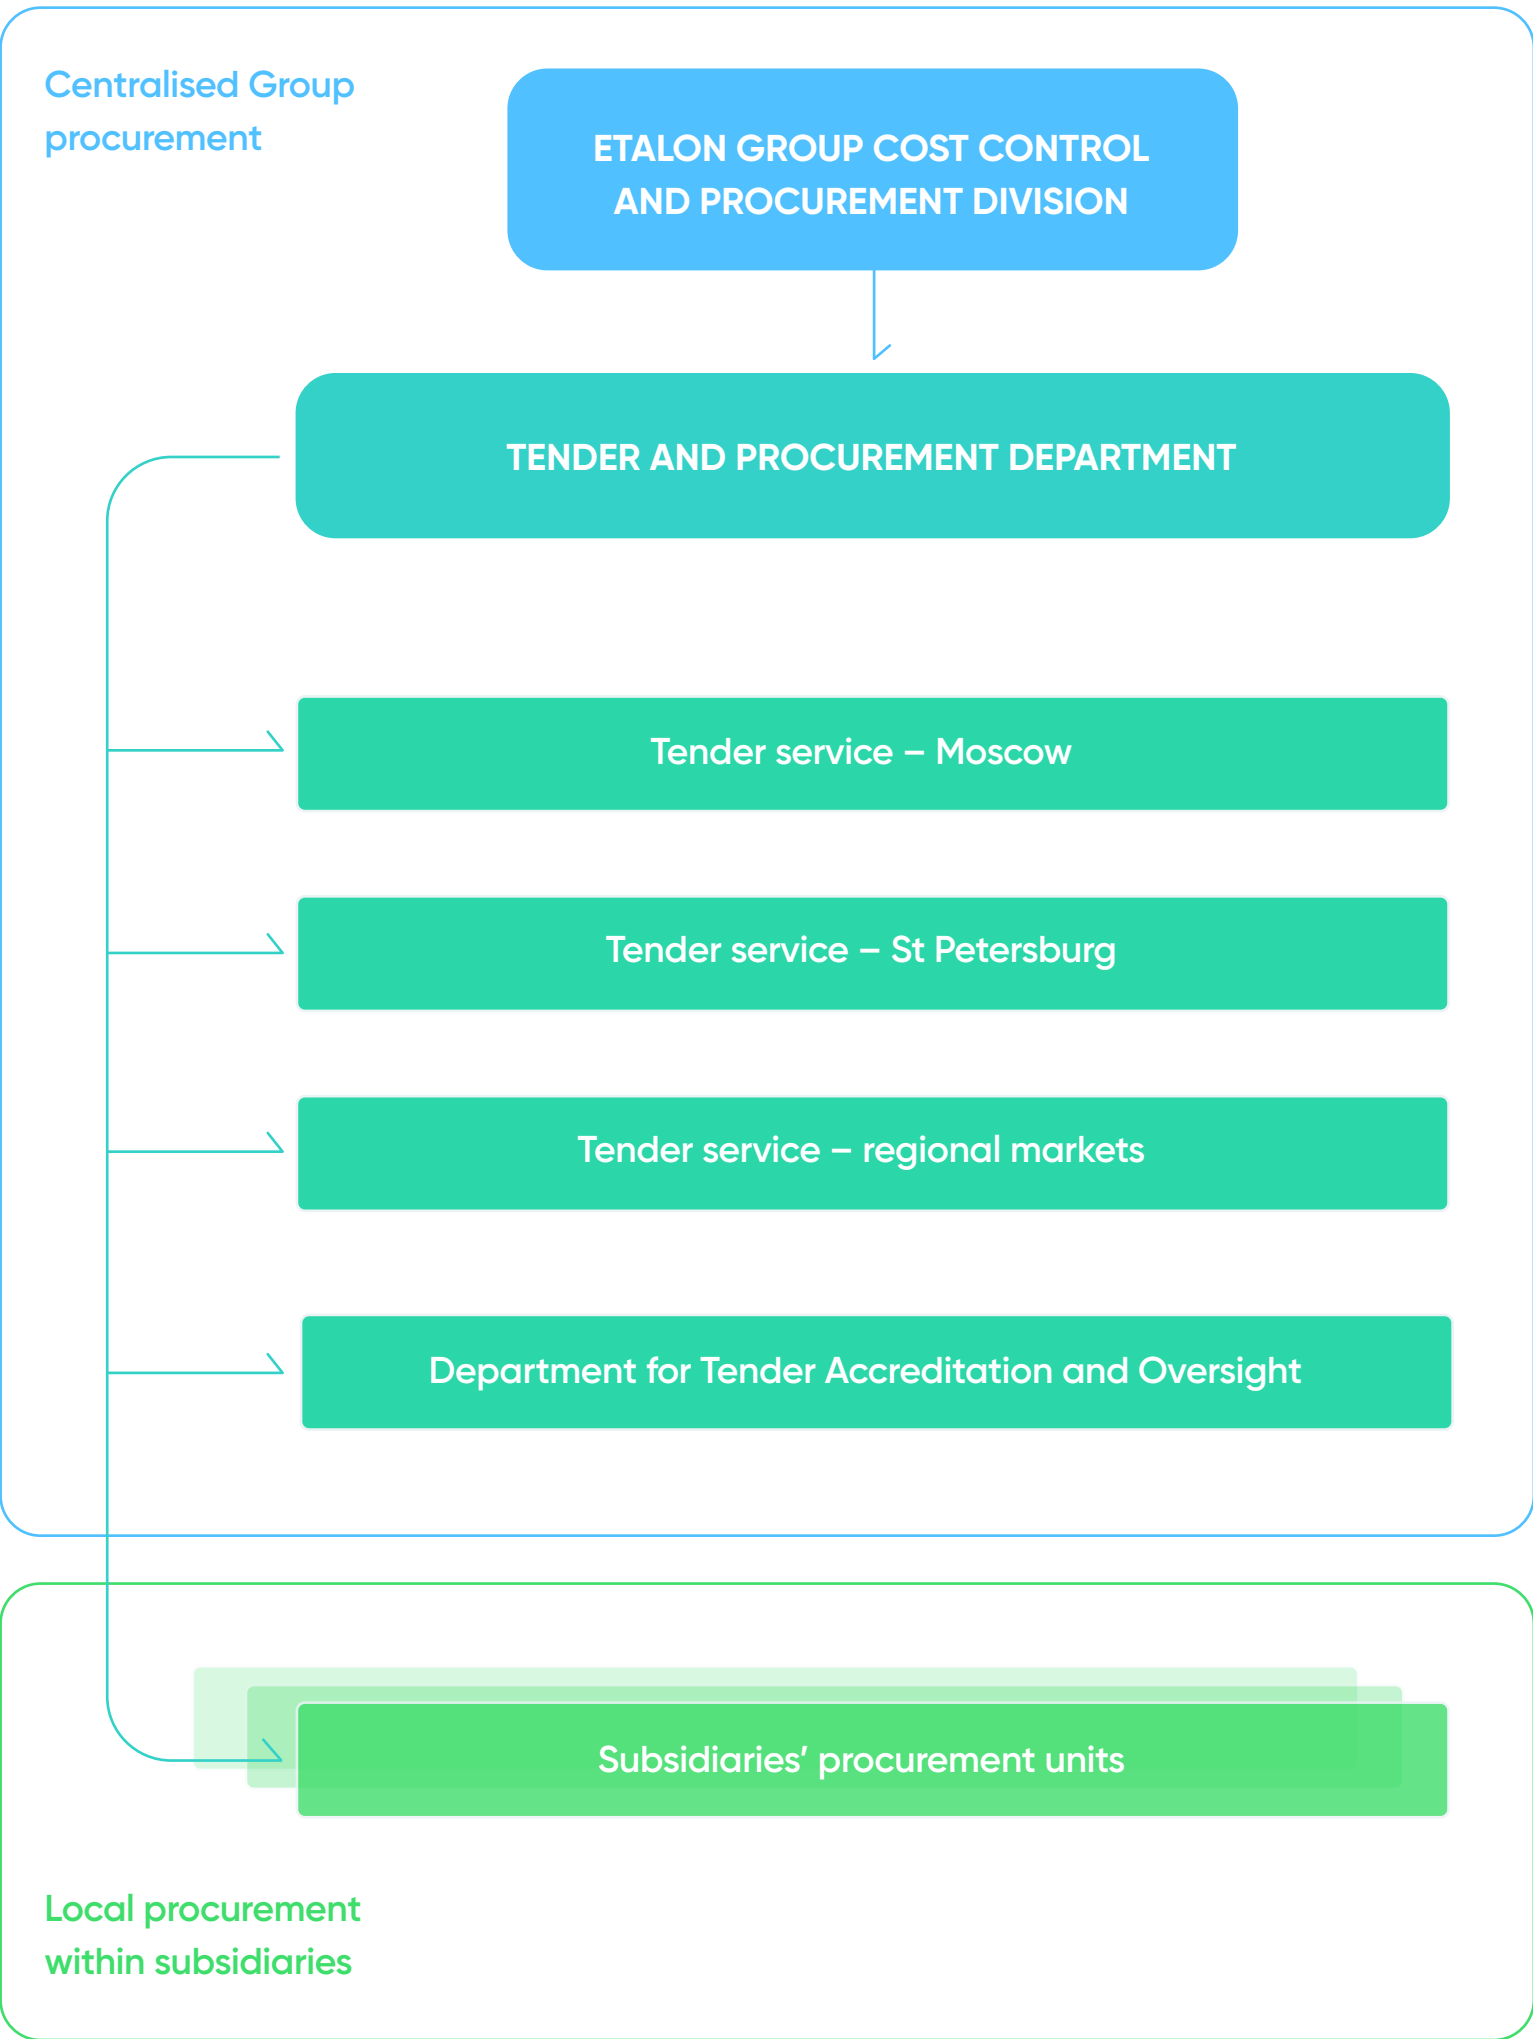 Centralised Group
procurement
ETALON GROUP COST CONTROL
AND PROCUREMENT DIVISION
TENDER AND PROCUREMENT DEPARTMENT
Tender service – Moscow
Tender service – St Petersburg
Tender service – regional markets
Department for Tender Accreditation and Oversight
Subsidiaries’ procurement units
Local procurement
within subsidiaries